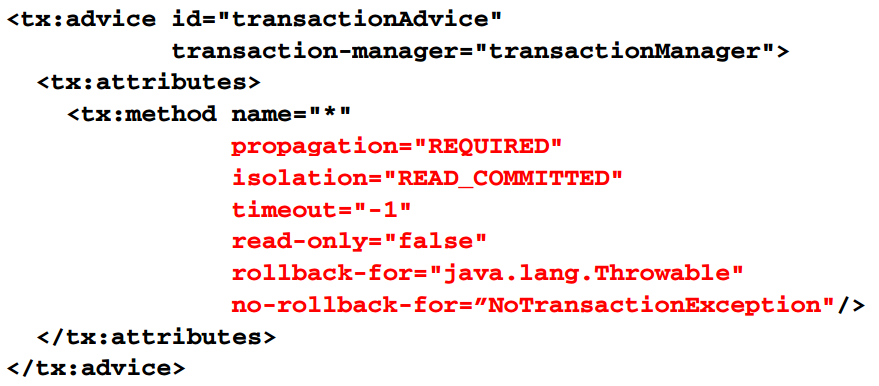 <tx:advice id="transactionAdvice"
transaction-manager="transactionManager">
<tx:attributes>
<tx:method name="*"
propagation="REQUIRED"
isolation="READ_COMMITTED"
timeout="-1"
read-only="false"
rollback-for="java.lang.Throwable"
no-rollback-for=”NoTransactionException"/>
</tx:attributes>
</tx:advice>